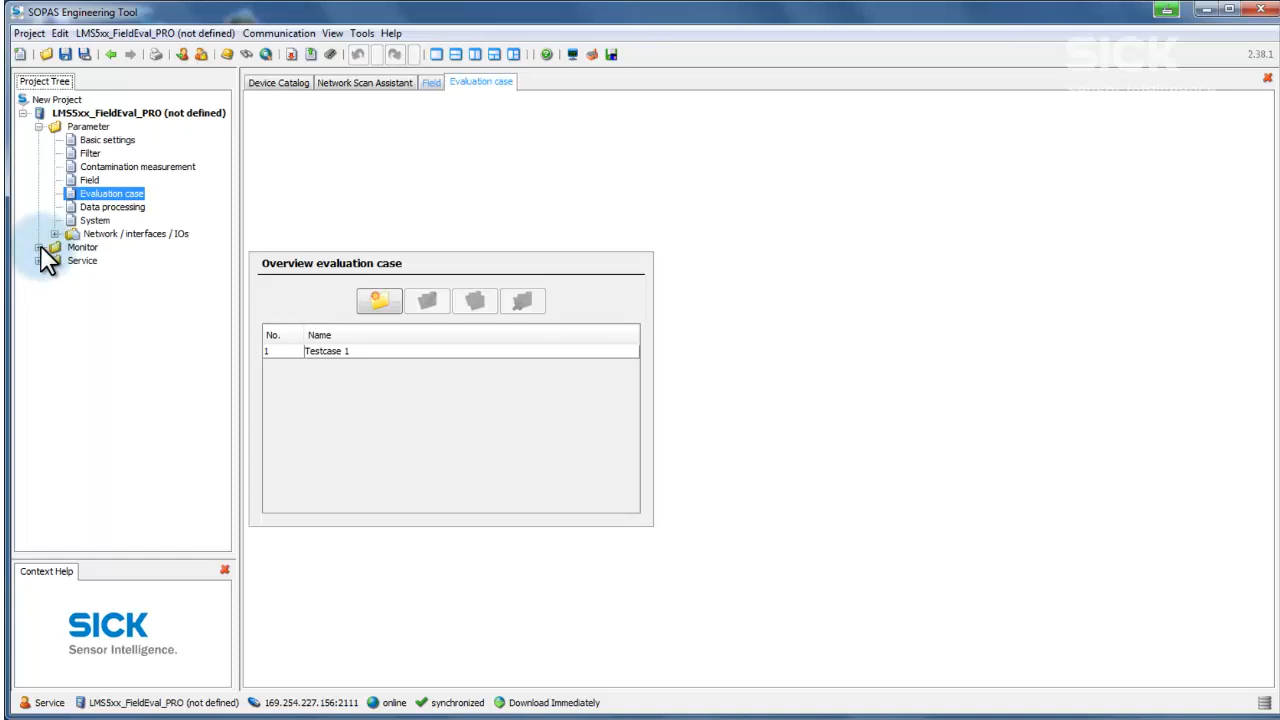 SOPAS Engineering Tool
Project Edit LMS5xx_FieldEval_PRO (not defined) Communication View Tools Help
SICK
2.38.1
Project Tree
Device Catalog Network Scan Assistant Field Evaluation case
New Project
LMS5xx_FieldEval_PRO (not defined)
Parameter
Basic settings
Filter
Contamination measurement
Field
Evaluation case
Data processing
System
Network / interfaces / IOs
Monitor
Service
Overview evaluation case
No. Name
1 Testcase 1
Context Help
SICK
Sensor Intelligence.
Service LMS5xx_FieldEval_PRO (not defined) 169.254.227.156:2111 online synchronized Download Immediately